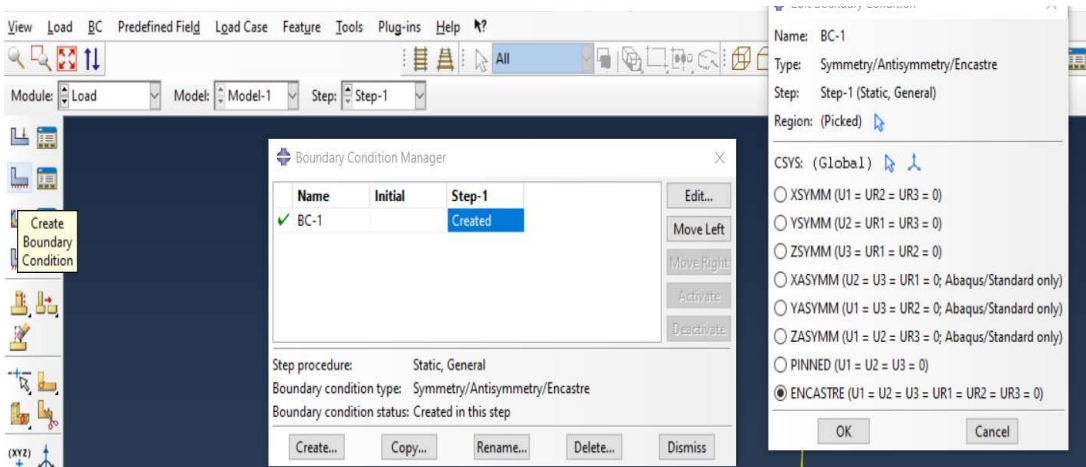 View Load BC Predefined Field Load Case Feature Tools Plug-ins Help
All
Module: Load Model: Model-1 Step: Step-1
Create
Boundary
Condition
Boundary Condition Manager
Name Initial Step-1
BC-1 Created
Edit...
Move Left
Move Right
Activate
Deactivate
Step procedure: Static, General
Boundary condition type: Symmetry/Antisymmetry/Encastre
Boundary condition status: Created in this step
Create... Copy... Rename... Delete... Dismiss
(XYZ)
Edit Boundary Condition
Name: BC-1
Type: Symmetry/Antisymmetry/Encastre
Step: Step-1 (Static, General)
Region: (Picked)
CSYS: (Global)
XSYMM (U1 = UR2 = UR3 = 0)
YSYMM (U2 = UR1 = UR3 = 0)
ZSYMM (U3 = UR1 = UR2 = 0)
XASYMM (U2 = U3 = UR1 = 0; Abaqus/Standard only)
YASYMM (U1 = U3 = UR2 = 0; Abaqus/Standard only)
ZASYMM (U1 = U2 = UR3 = 0; Abaqus/Standard only)
PINNED (U1 = U2 = U3 = 0)
ENCASTRE (U1 = U2 = U3 = UR1 = UR2 = UR3 = 0)
OK Cancel